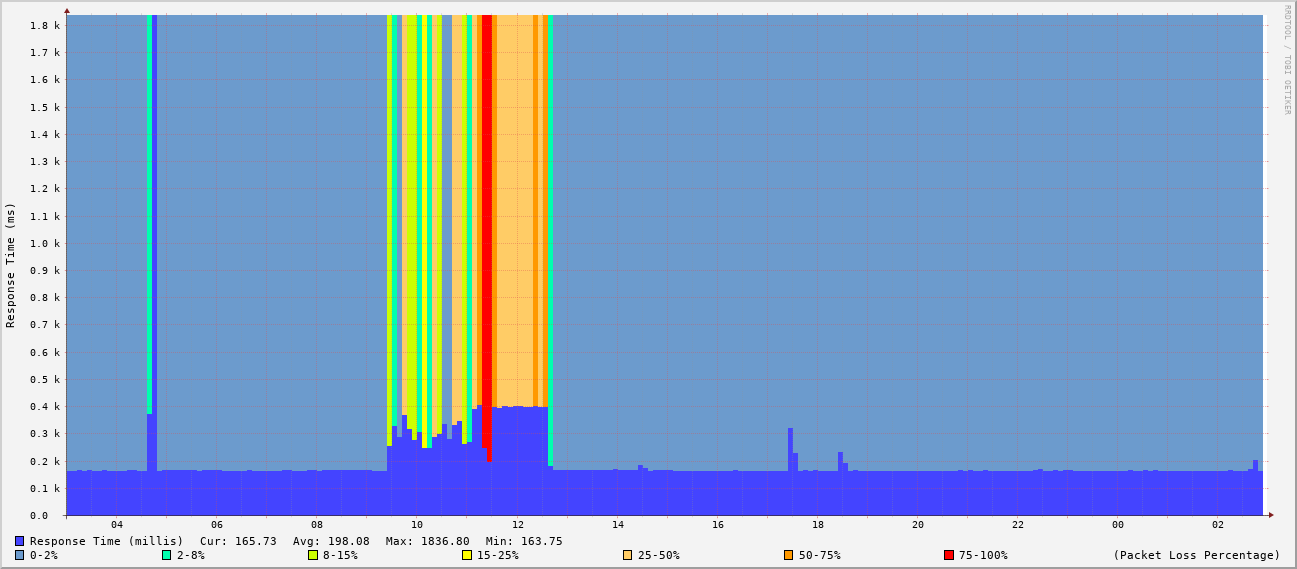 RRDTOOL / TOBI OETIKER
Response Time (ms)
1.8 k
1.7 k
1.6 k
1.5 k
1.4 k
1.3 k
1.2 k
1.1 k
1.0 k
0.9 k
0.8 k
0.7 k
0.6 k
0.5 k
0.4 k
0.3 k
0.2 k
0.1 k
0.0
04 06 08 10 12 14 16 18 20 22 00 02
Response Time (millis) Cur: 165.73 Avg: 198.08 Max: 1836.80 Min: 163.75
0-2% 2-8% 8-15% 15-25% 25-50% 50-75% 75-100% (Packet Loss Percentage)